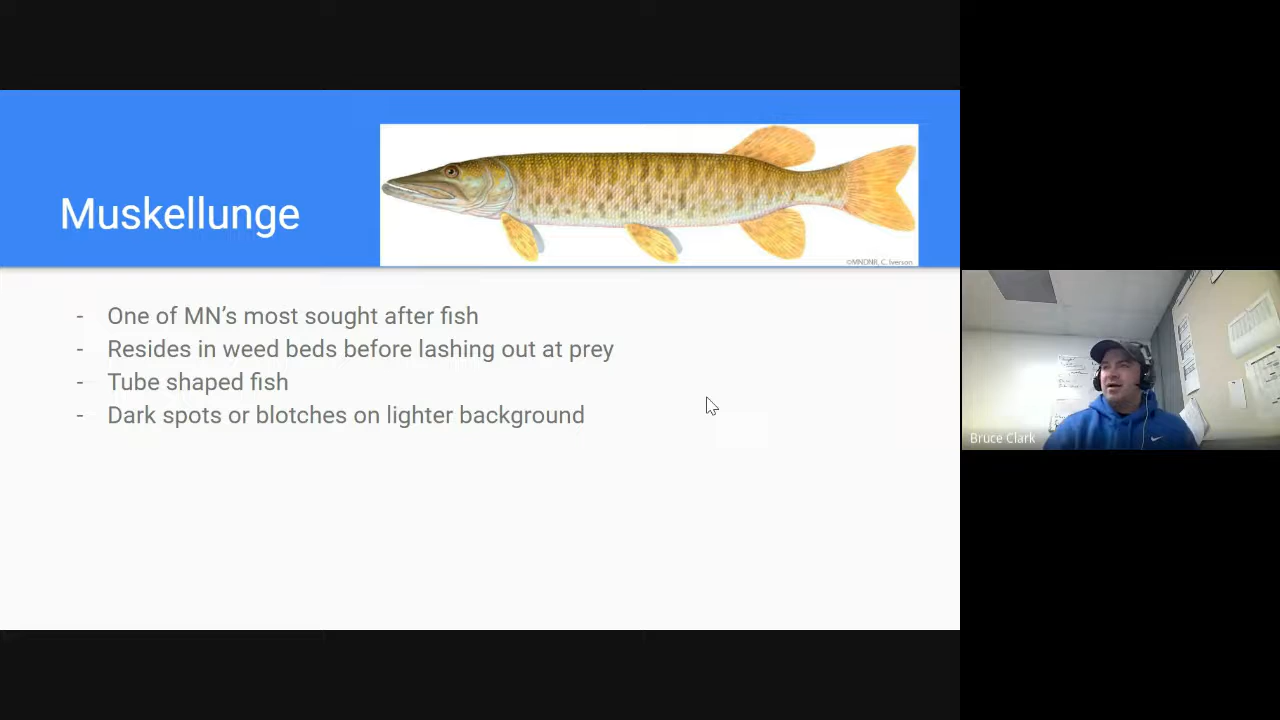 Muskellunge
©MNDNR, C. Iverson
- One of MN’s most sought after fish
- Resides in weed beds before lashing out at prey
- Tube shaped fish
- Dark spots or blotches on lighter background
Bruce Clark